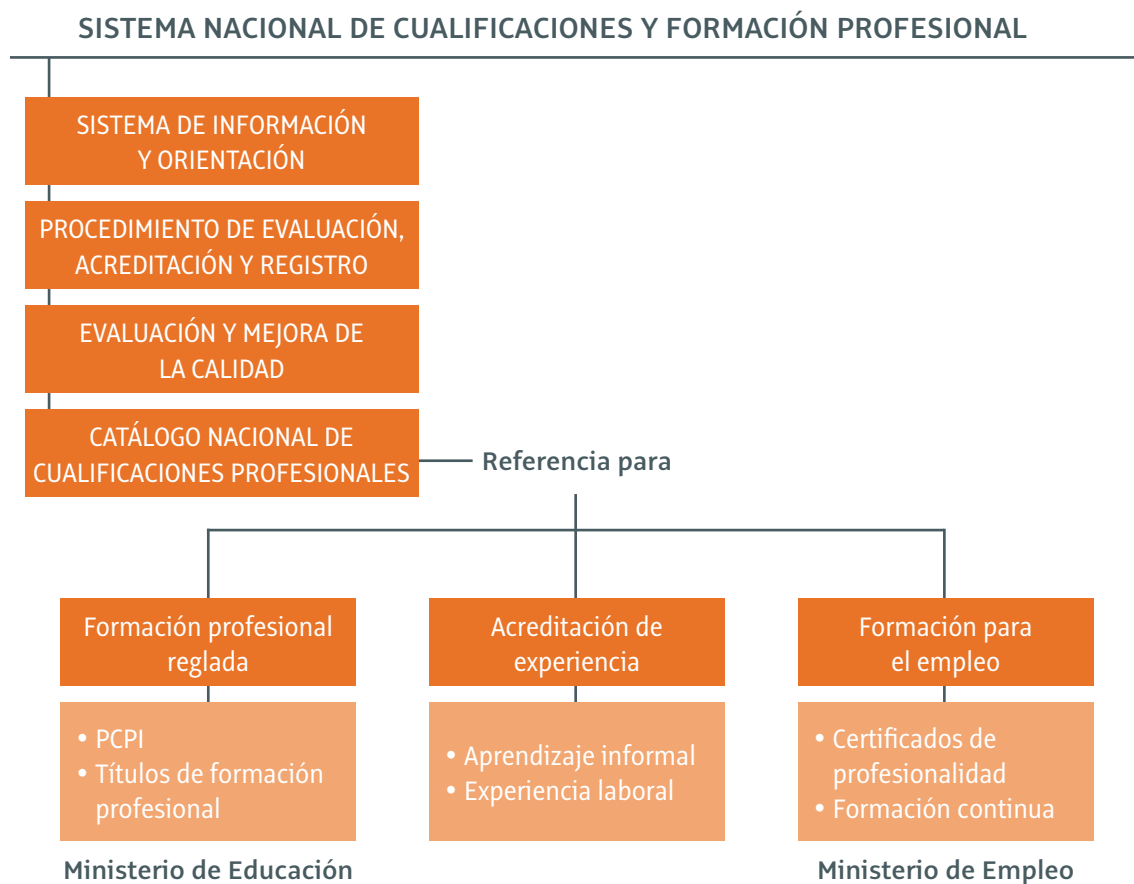 SISTEMA NACIONAL DE CUALIFICACIONES Y FORMACIÓN PROFESIONAL
SISTEMA DE INFORMACIÓN
Y ORIENTACIÓN
PROCEDIMIENTO DE EVALUACIÓN,
ACREDITACIÓN Y REGISTRO
EVALUACIÓN Y MEJORA DE
LA CALIDAD
CATÁLOGO NACIONAL DE
CUALIFICACIONES PROFESIONALES
Referencia para
Formación profesional
reglada
• PCPI
• Títulos de formación
profesional
Ministerio de Educación
Acreditación de
experiencia
• Aprendizaje informal
• Experiencia laboral
Formación para
el empleo
• Certificados de
profesionalidad
• Formación continua
Ministerio de Empleo